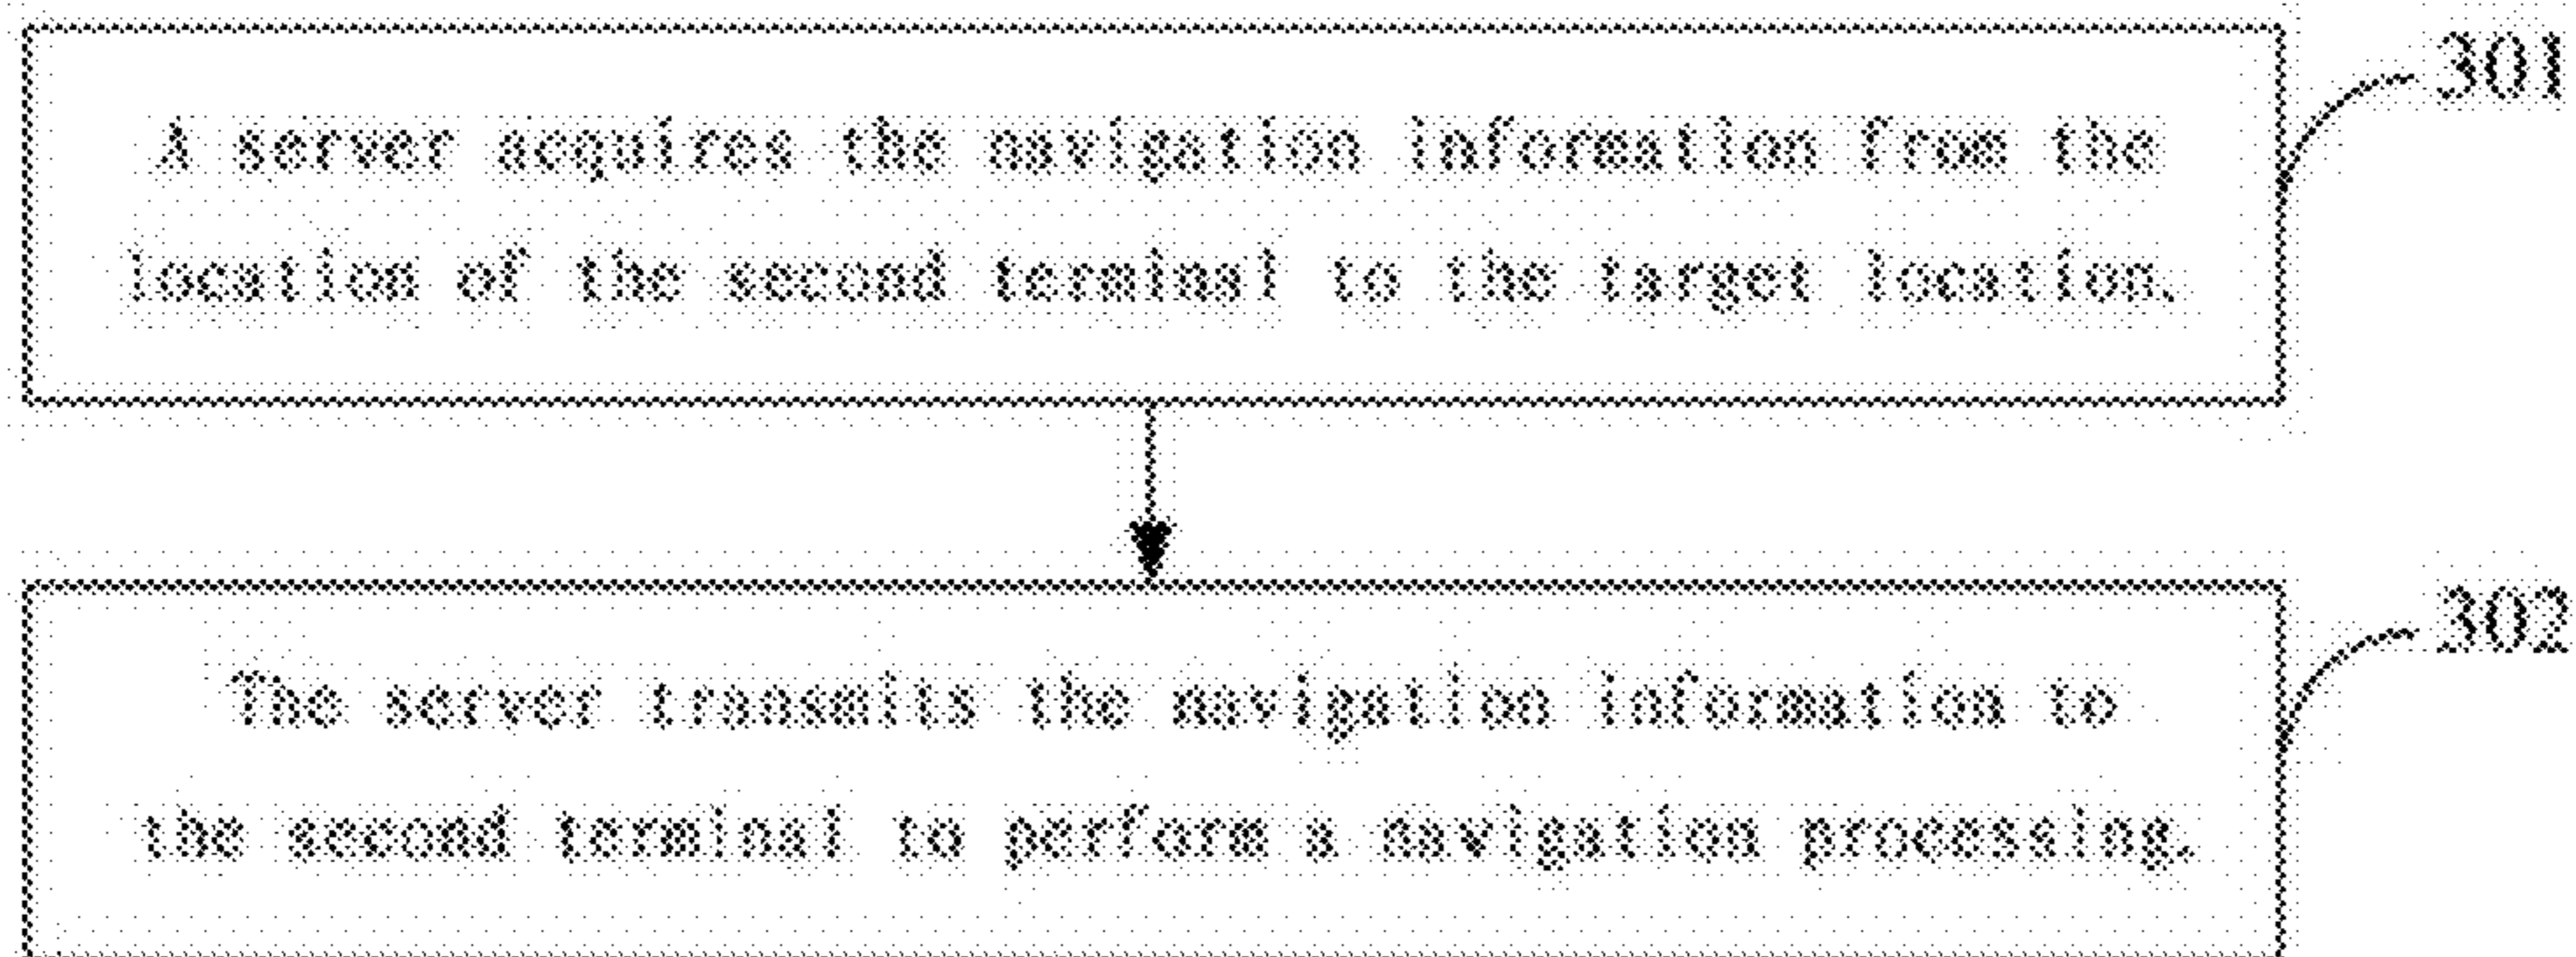 301
A server acquires the navigation information from the
location of the second terminal to the target location.
302
The server transmits the navigation information to
the second terminal to perform a navigation processing.